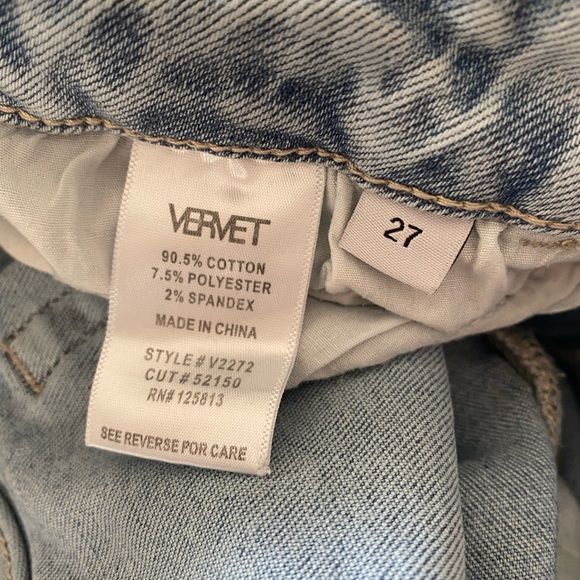 VERVET
90.5% COTTON
7.5% POLYESTER
2% SPANDEX
MADE IN CHINA
STYLE# V2272
CUT# 52150
RN# 125813
SEE REVERSE FOR CARE
27